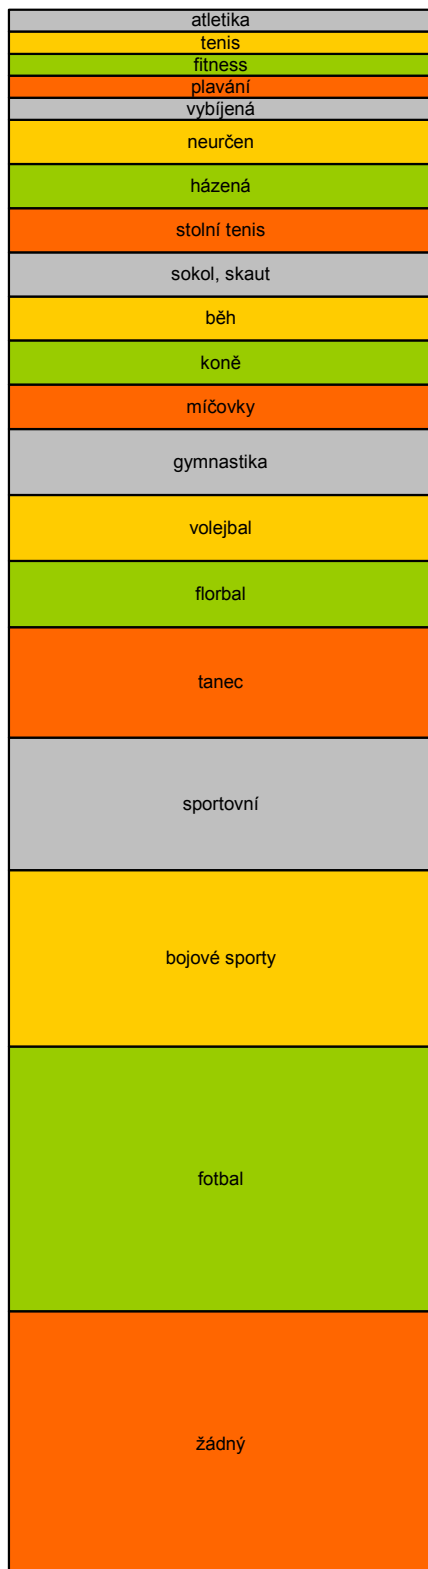 atletika
tenis
fitness
plavání
vybíjená
neurčen
házená
stolní tenis
sokol, skaut
běh
koně
míčovky
gymnastika
volejbal
florbal
tanec
sportovní
bojové sporty
fotbal
žádný